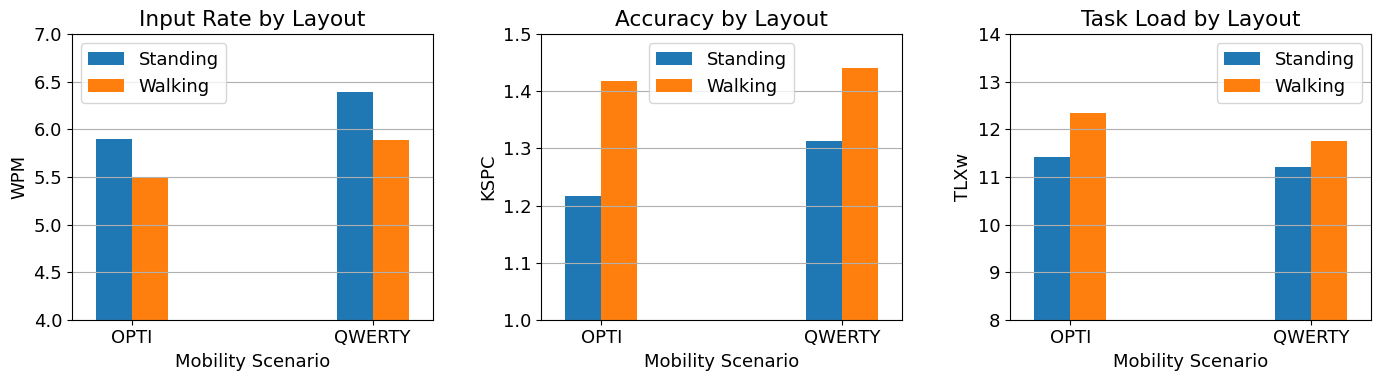 Input Rate by Layout
WPM
7.0
6.5
6.0
5.5
5.0
4.5
4.0
Standing
Walking
OPTI QWERTY
Mobility Scenario
Accuracy by Layout
KSPC
1.5
1.4
1.3
1.2
1.1
1.0
Standing
Walking
OPTI QWERTY
Mobility Scenario
Task Load by Layout
TLXw
14
13
12
11
10
9
8
Standing
Walking
OPTI QWERTY
Mobility Scenario